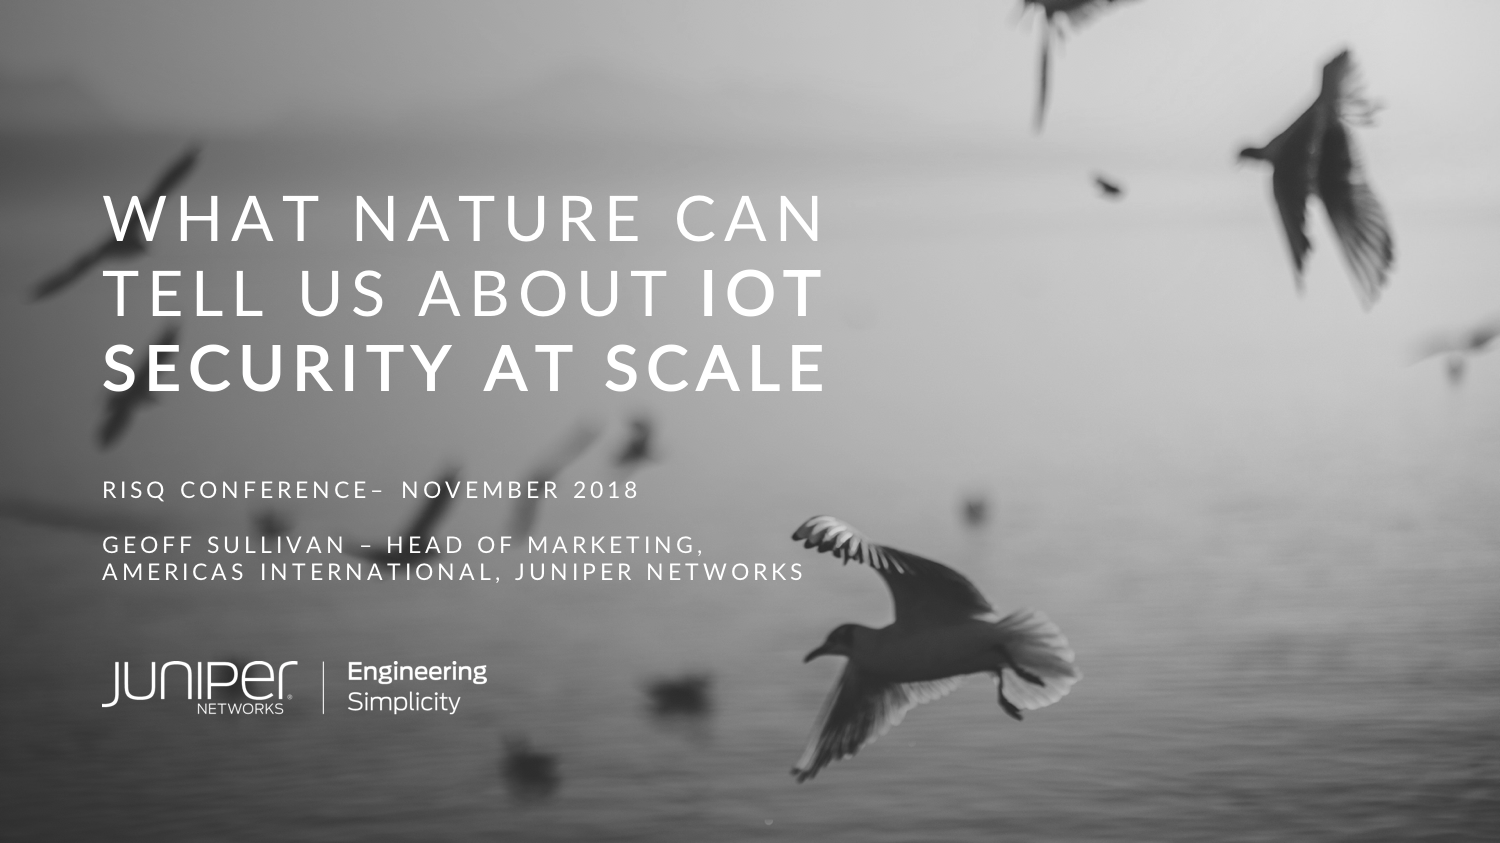 WHAT NATURE CAN
TELL US ABOUT IOT
SECURITY AT SCALE
RISQ CONFERENCE– NOVEMBER 2018
GEOFF SULLIVAN – HEAD OF MARKETING,
AMERICAS INTERNATIONAL, JUNIPER NETWORKS
JUNIPER®
NETWORKS
Engineering
Simplicity